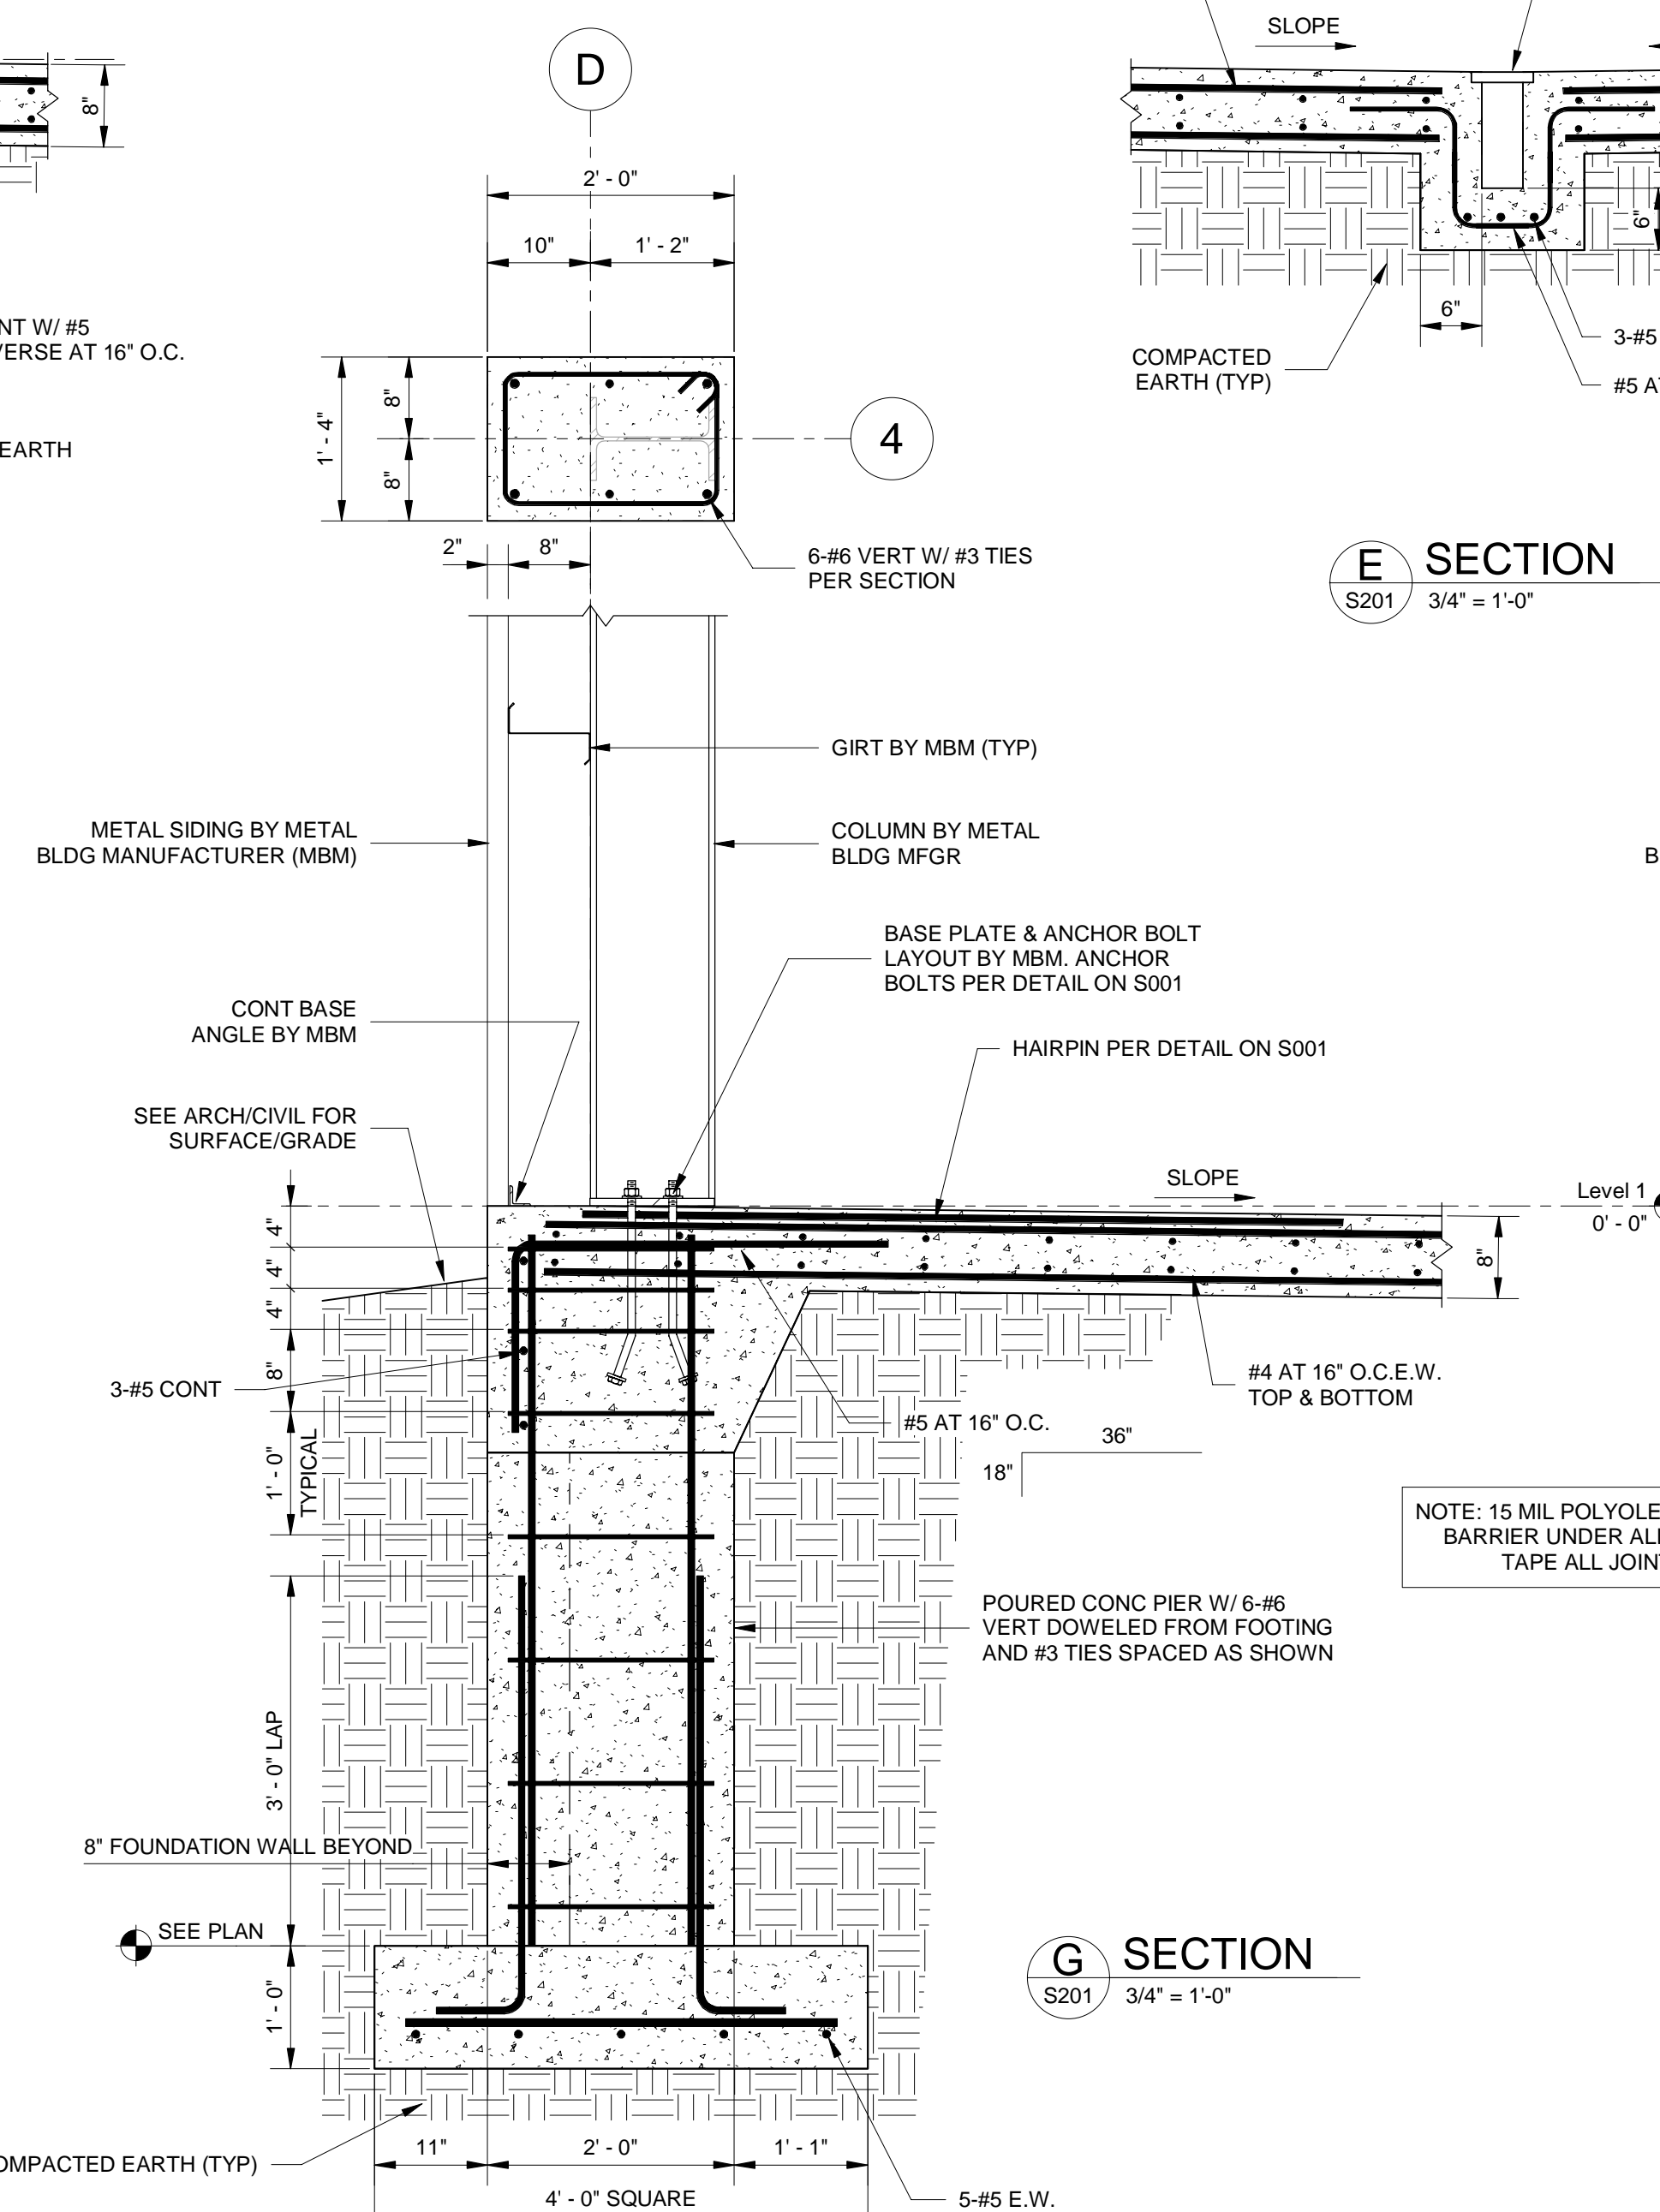 SLOPE
D
8"
2' - 0"
10"
1' - 2"
6"
6"
3-#5
COMPACTED
EARTH (TYP)
NT W/ #5
VERSE AT 16" O.C.
EARTH
1' - 4"
8"
8"
4
2"
8"
6-#6 VERT W/ #3 TIES
PER SECTION
E
S201
SECTION
3/4" = 1'-0"
GIRT BY MBM (TYP)
METAL SIDING BY METAL
BLDG MANUFACTURER (MBM)
COLUMN BY METAL
BLDG MFGR
BASE PLATE & ANCHOR BOLT
LAYOUT BY MBM. ANCHOR
BOLTS PER DETAIL ON S001
CONT BASE
ANGLE BY MBM
HAIRPIN PER DETAIL ON S001
SEE ARCH/CIVIL FOR
SURFACE/GRADE
SLOPE
Level 1
0' - 0"
8"
4"
4"
4"
8"
1' - 0"
TYPICAL
3-#5 CONT
#4 AT 16" O.C.E.W.
TOP & BOTTOM
#5 AT 16" O.C.
36"
18"
NOTE: 15 MIL
BARRIER UNDER
TAPE ALL
POURED CONC PIER W/ 6-#6
VERT DOWELED FROM FOOTING
AND #3 TIES SPACED AS SHOWN
3' - 0" LAP
8" FOUNDATION WALL BEYOND
SEE PLAN
1' - 0"
G
S201
SECTION
3/4" = 1'-0"
OMPACTED EARTH (TYP)
11"
2' - 0"
1' - 1"
4' - 0" SQUARE
5-#5 E.W.